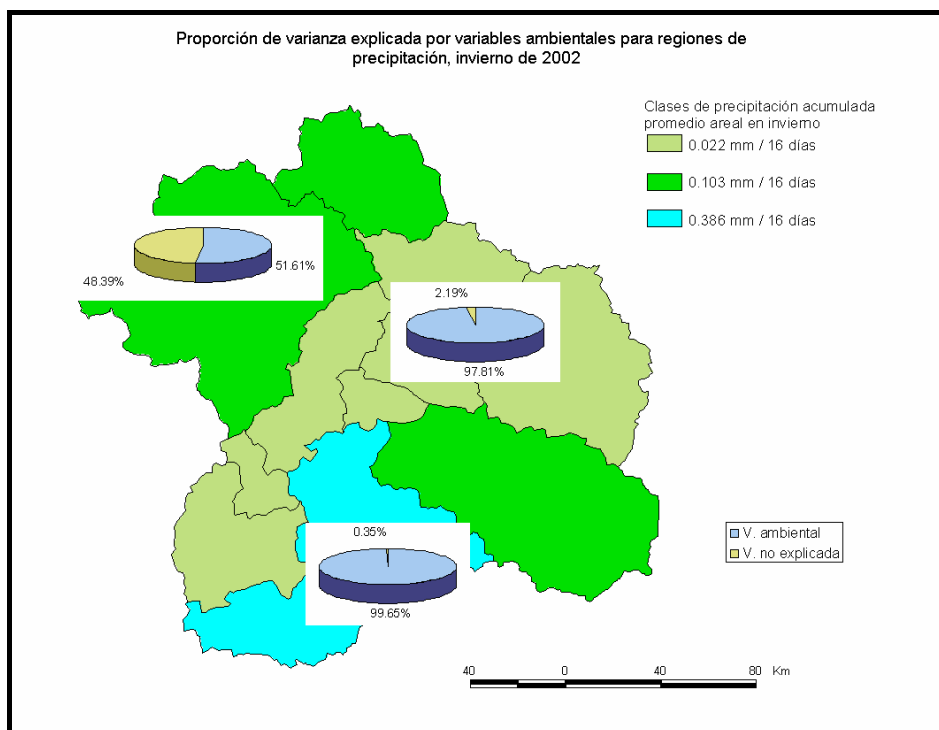 Proporción de varianza explicada por variables ambientales para regiones de
precipitación, invierno de 2002
Clases de precipitación acumulada
promedio areal en invierno
0.022 mm / 16 días
0.103 mm / 16 días
0.386 mm / 16 días
48.39%
51.61%
2.19%
97.81%
0.35%
99.65%
V. ambiental
V. no explicada
40 0 40 80 Km